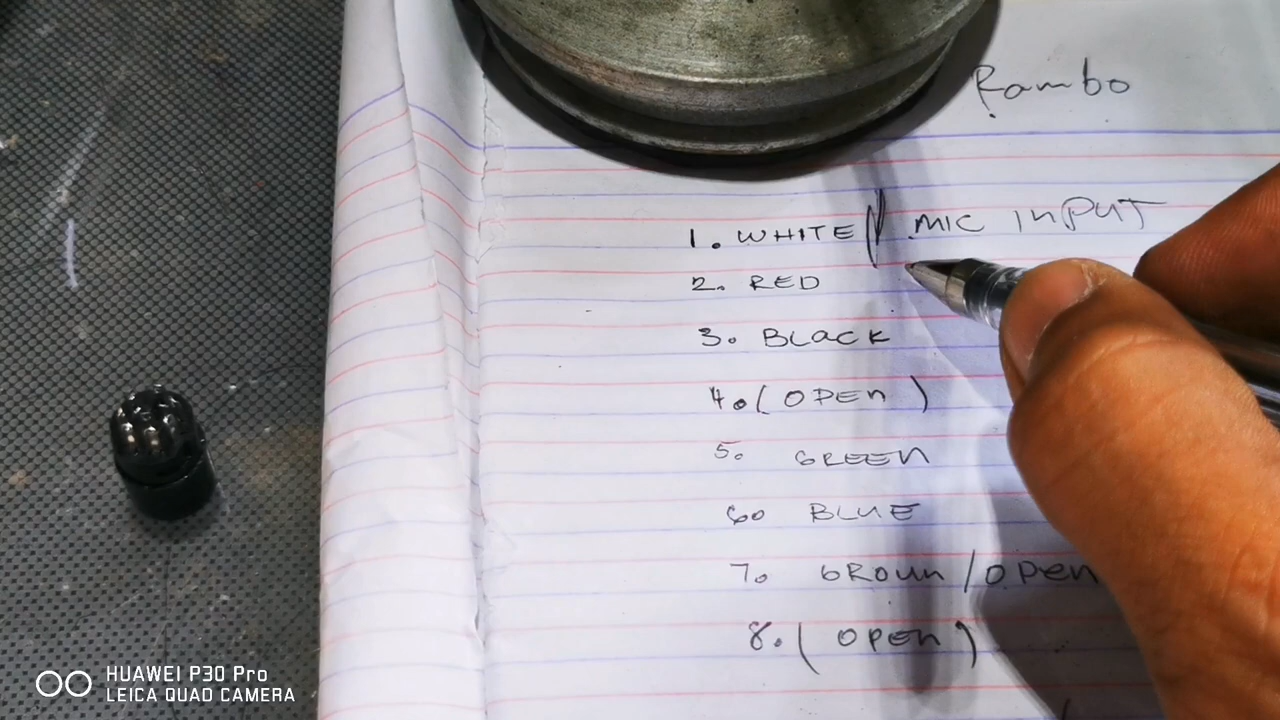 Rambo
1. WHITE / MIC INPUT
2. RED
3. BLACK
4. (OPEN)
5. GREEN
6. BLUE
7. GROUN/OPEN
8. (OPEN)
HUAWEI P30 Pro
LEICA QUAD CAMERA